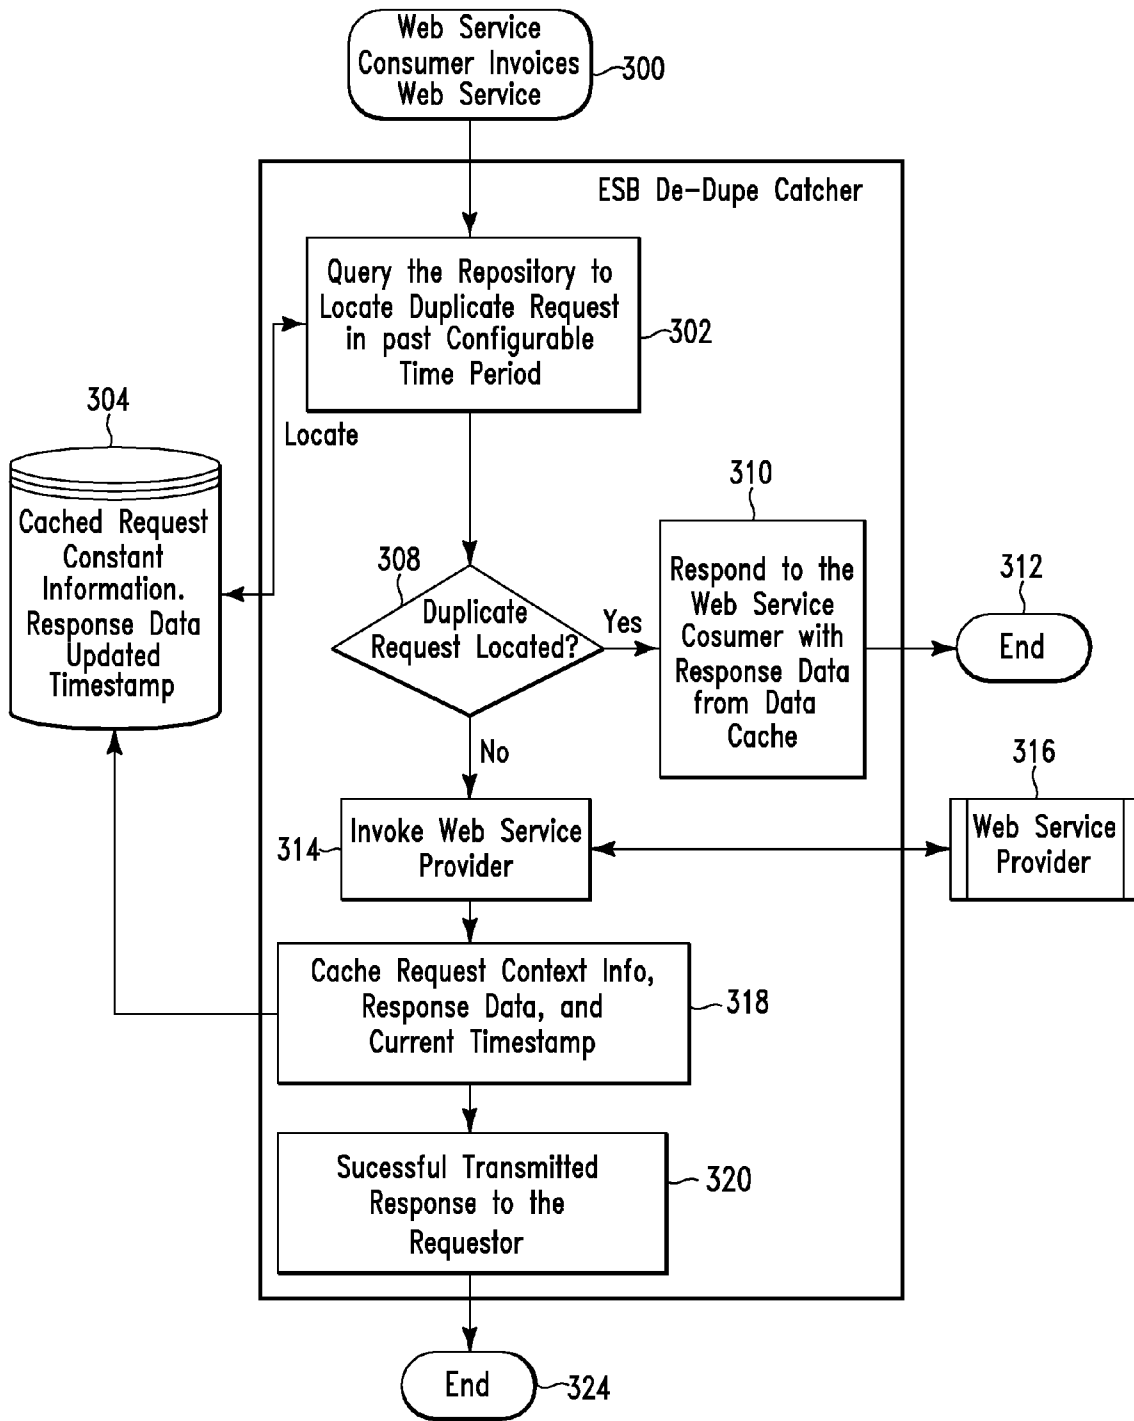 Web Service
Consumer Invoices
Web Service
300
ESB De-Dupe Catcher
Query the Repository to
Locate Duplicate Request
in past Configurable
Time Period
302
304
Locate
Cached Request
Constant
Information.
Response Data
Updated
Timestamp
308
Duplicate
Request Located?
Yes
No
310
Respond to the
Web Service
Cosumer with
Response Data
from Data
Cache
312
End
314
Invoke Web Service
Provider
316
Web Service
Provider
Cache Request Context Info,
Response Data, and
Current Timestamp
318
Sucessful Transmitted
Response to the
Requestor
320
End
324